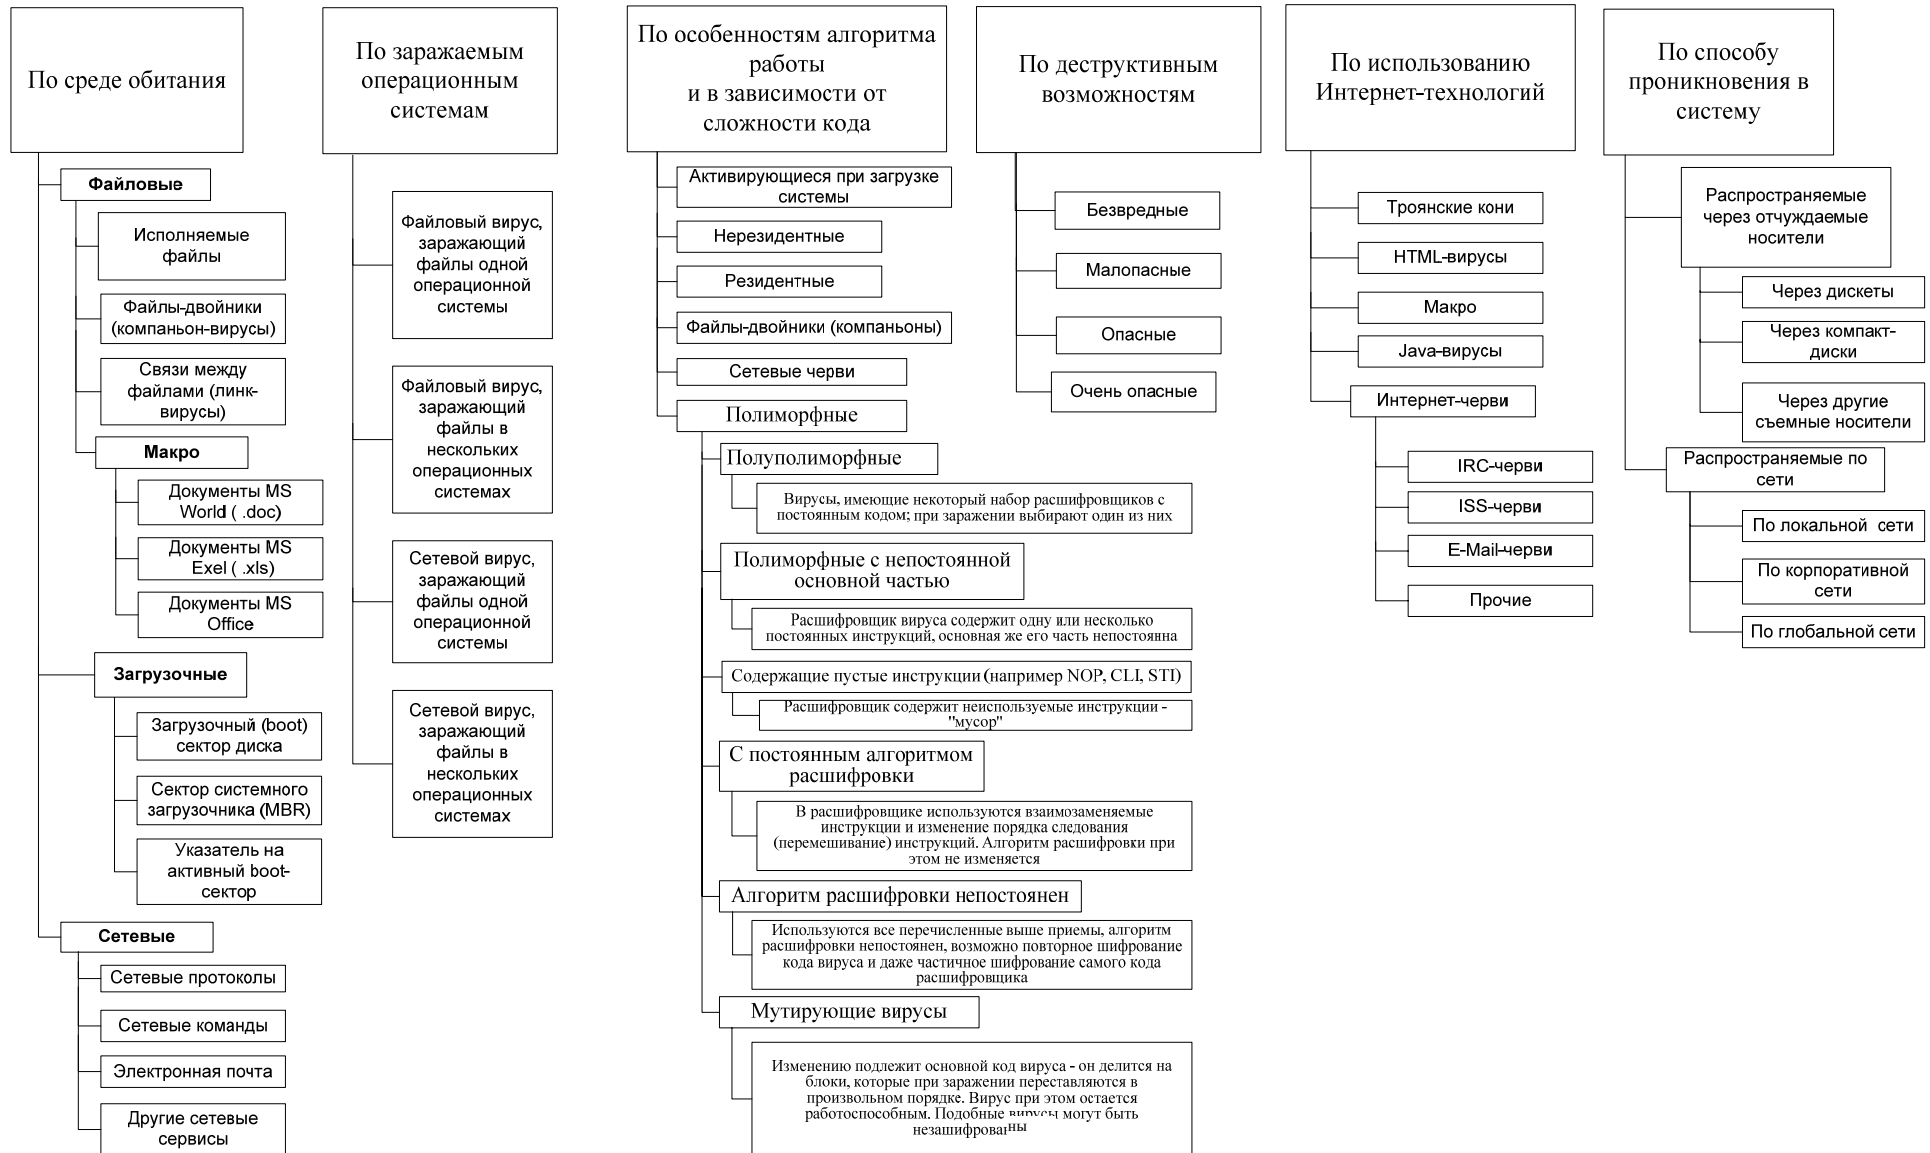 По среде обитания
Файловые
Исполняемые
файлы
Файлы-двойники
(компаньон-вирусы)
Связи между
файлами (линк-
вирусы)
Макро
Документы MS
World ( .doc)
Документы MS
Exel ( .xls)
Документы MS
Office
Загрузочные
Загрузочный (boot)
сектор диска
Сектор системного
загрузочника (MBR)
Указатель на
активный boot-
сектор
Сетевые
Сетевые протоколы
Сетевые команды
Электронная почта
Другие сетевые
сервисы
По заражаемым
операционным
системам
Файловый вирус,
заражающий
файлы одной
операционной
системы
Файловый вирус,
заражающий
файлы в
нескольких
операционных
системах
Сетевой вирус,
заражающий
файлы одной
операционной
системы
Сетевой вирус,
заражающий
файлы в
нескольких
операционных
системах
По особенностям алгоритма
работы
и в зависимости от
сложности кода
Активирующиеся при загрузке
системы
Нерезидентные
Резидентные
Файлы-двойники (компаньоны)
Сетевые черви
Полиморфные
Полуполиморфные
Вирусы, имеющие некоторый набор расшифровщиков с
постоянным кодом; при заражении выбирают один из них
Полиморфные с непостоянной
основной частью
Расшифровщик вируса содержит одну или несколько
постоянных инструкций, основная же его часть непостоянна
Содержащие пустые инструкции (например NOP, CLI, STI)
Расшифровщик содержит неиспользуемые инструкции -
"мусор"
С постоянным алгоритмом
расшифровки
В расшифровщике используются взаимозаменяемые
инструкции и изменение порядка следования
(перемешивание) инструкций. Алгоритм расшифровки при
этом не изменяется
Алгоритм расшифровки непостоянен
Используются все перечисленные выше приемы, алгоритм
расшифровки непостоянен, возможно повторное шифрование
кода вируса и даже частичное шифрование самого кода
расшифровщика
Мутирующие вирусы
Изменению подлежит основной код вируса - он делится на
блоки, которые при заражении переставляются в
произвольном порядке. Вирус при этом остается
работоспособным. Подобные вирусы могут быть
незашифрованы
По деструктивным
возможностям
Безвредные
Малопасные
Опасные
Очень опасные
По использованию
Интернет-технологий
Троянские кони
HTML-вирусы
Макро
Java-вирусы
Интернет-черви
IRC-черви
ISS-черви
E-Mail-черви
Прочие
По способу
проникновения в
систему
Распространяемые
через отчуждаемые
носители
Через дискеты
Через компакт-
диски
Через другие
съемные носители
Распространяемые по
сети
По локальной сети
По корпоративной
сети
По глобальной сети